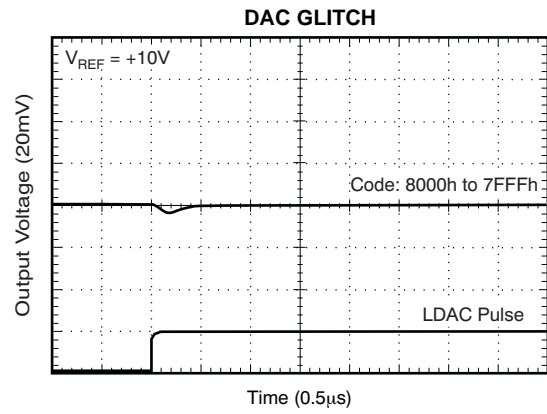 DAC GLITCH
V_REF = +10V
Output Voltage (20mV)
Code: 8000h to 7FFFh
LDAC Pulse
Time (0.5µs)